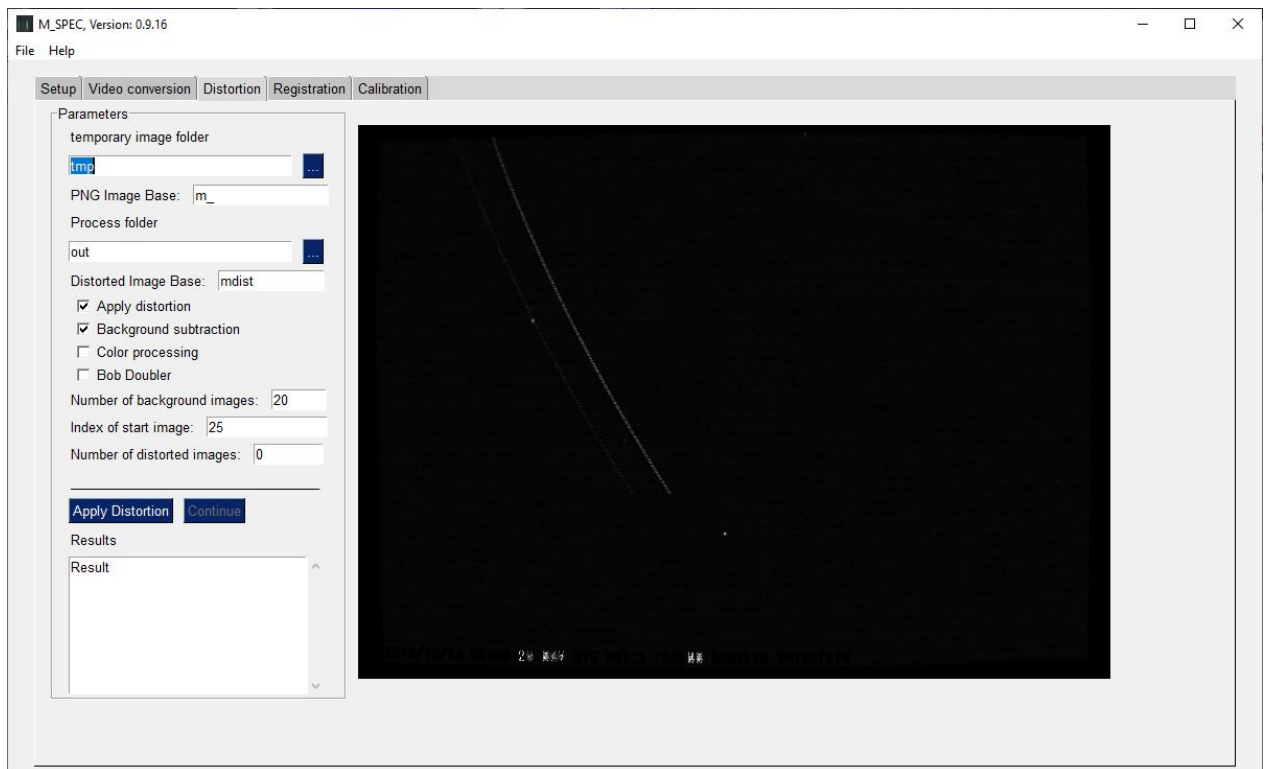 M_SPEC, Version: 0.9.16
File Help
Setup Video conversion Distortion Registration Calibration
Parameters
temporary image folder
tmp
...
PNG Image Base: m_
Process folder
out
...
Distorted Image Base: mdist
Apply distortion
Background subtraction
Color processing
Bob Doubler
Number of background images: 20
Index of start image: 25
Number of distorted images: 0
Apply Distortion Continue
Results
Result